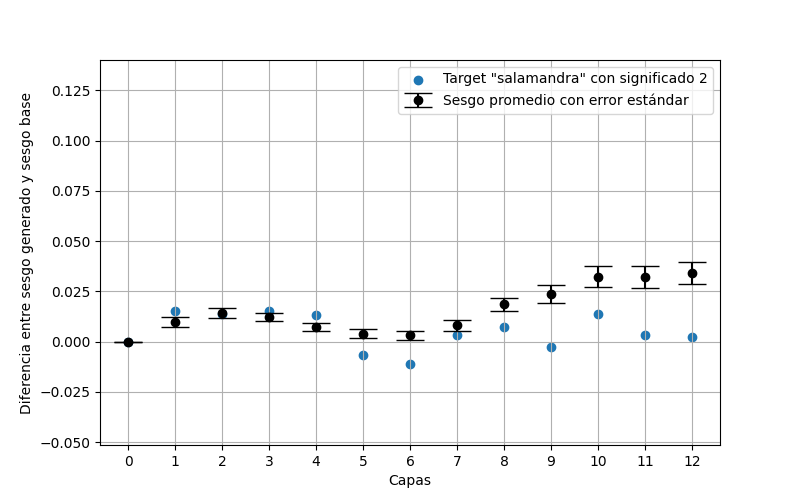 Target "salamandra" con significado 2
Sesgo promedio con error estándar
Diferencia entre sesgo generado y sesgo base
0.125
0.100
0.075
0.050
0.025
0.000
−0.025
−0.050
0 1 2 3 4 5 6 7 8 9 10 11 12
Capas